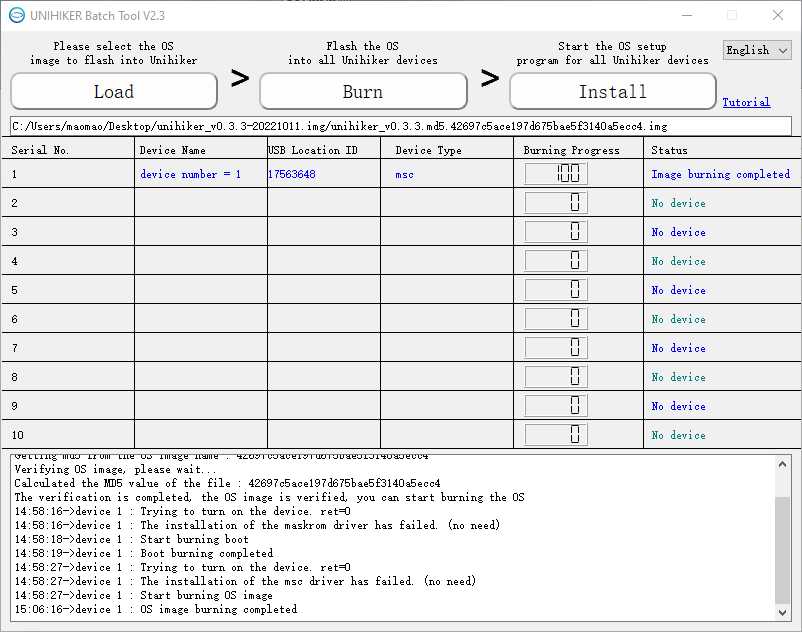 UNIHIKER Batch Tool V2.3
Please select the OS
image to flash into Unihiker
Load
>
Flash the OS
into all Unihiker devices
Burn
>
Start the OS setup
program for all Unihiker devices
Install
English
Tutorial
C:/Users/maomao/Desktop/unihiker_v0.3.3-20221011.img/unihiker_v0.3.3.md5.42697c5ace197d675bae5f3140a5ecc4.img
Serial No. Device Name USB Location ID Device Type Burning Progress Status
1 device number = 1 17563648 msc 100 Image burning completed
2 0 No device
3 0 No device
4 0 No device
5 0 No device
6 0 No device
7 0 No device
8 0 No device
9 0 No device
10 0 No device
Getting md5 from the OS image name : 42697c5ace197d675bae5f3140a5ecc4
Verifying OS image, please wait...
Calculated the MD5 value of the file : 42697c5ace197d675bae5f3140a5ecc4
The verification is completed, the OS image is verified, you can start burning the OS
14:58:16->device 1 : Trying to turn on the device. ret=0
14:58:16->device 1 : The installation of the maskrom driver has failed. (no need)
14:58:18->device 1 : Start burning boot
14:58:19->device 1 : Boot burning completed
14:58:27->device 1 : Trying to turn on the device. ret=0
14:58:27->device 1 : The installation of the msc driver has failed. (no need)
14:58:27->device 1 : Start burning OS image
15:06:16->device 1 : OS image burning completed